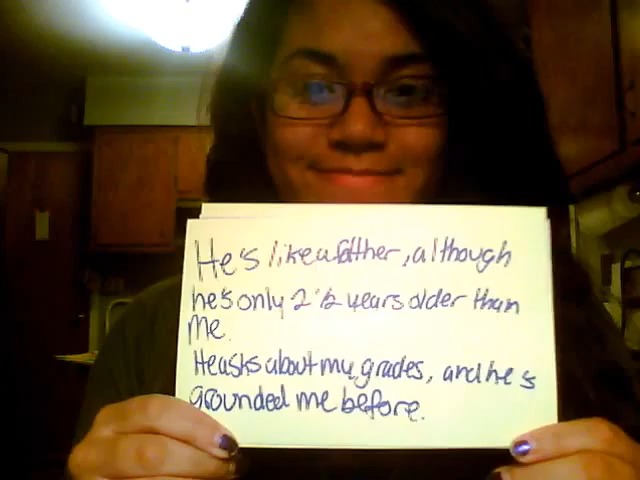 He's like a father, although
he's only 2 1/2 years older than
me.
He asks about my grades, and he's
grounded me before.